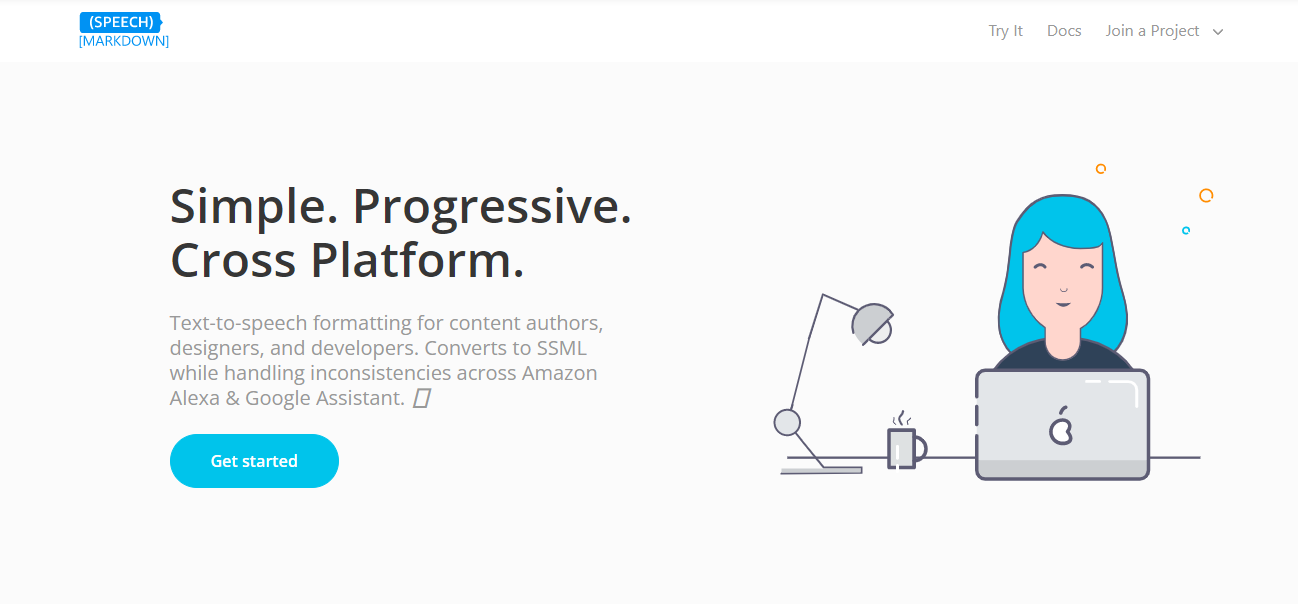 (SPEECH)
[MARKDOWN]
Try It Docs Join a Project
Simple. Progressive.
Cross Platform.
Text-to-speech formatting for content authors,
designers, and developers. Converts to SSML
while handling inconsistencies across Amazon
Alexa & Google Assistant.
Get started